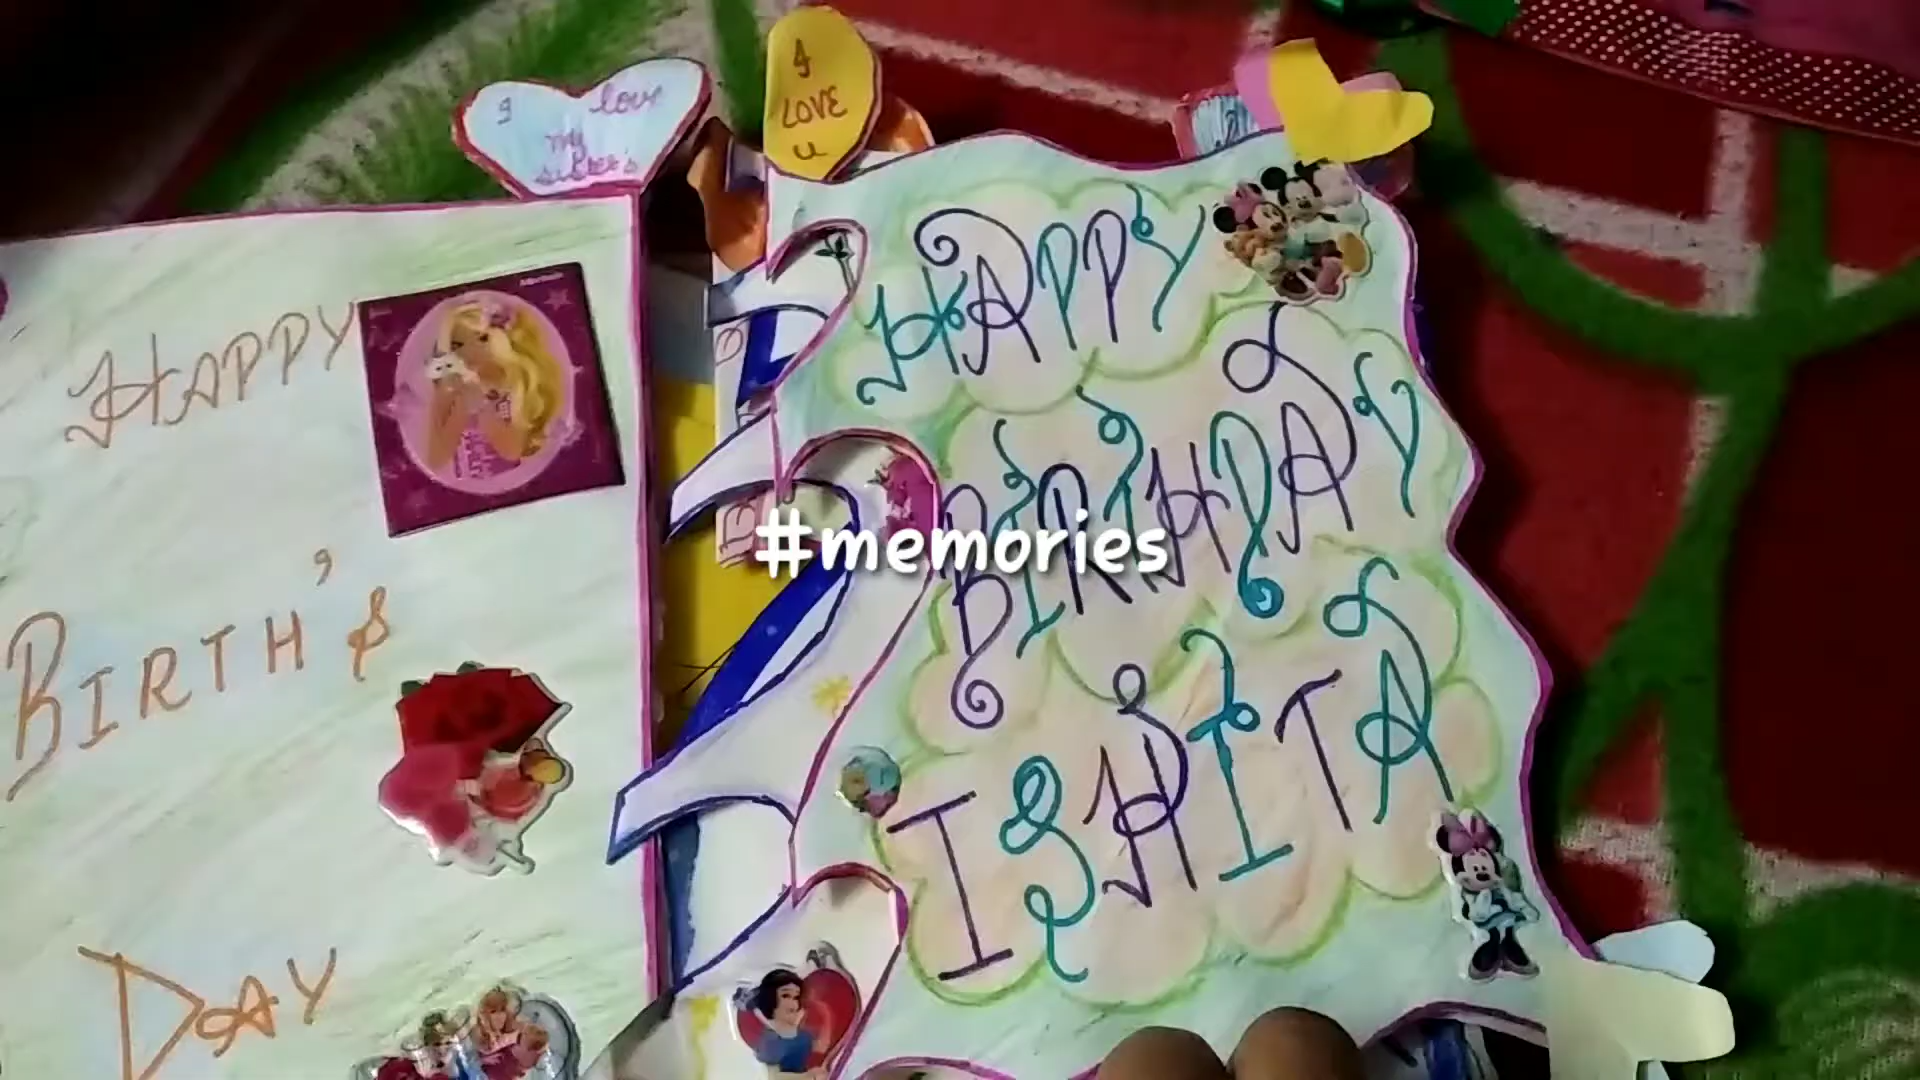 I love
my
sister's
I
LOVE
U
HAPPY
BIRTH'S
DAY
HAPPY
BIRTHDAY
ISHITA
#memories